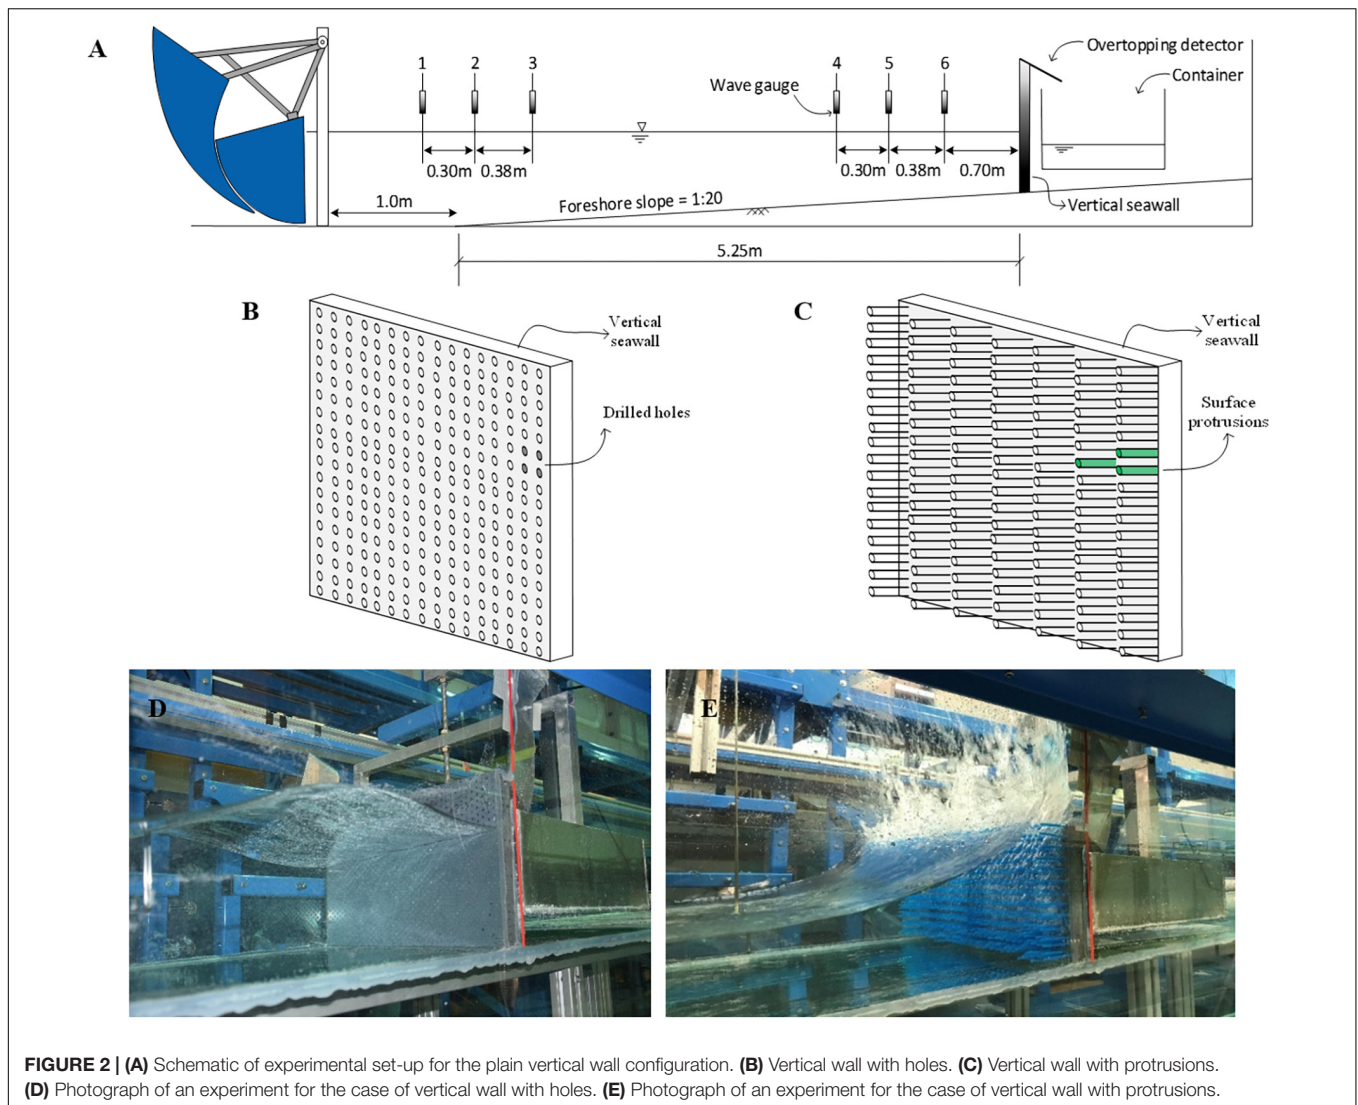 A
1 2 3 4 5 6
Overtopping detector
Container
Wave gauge
0.30m 0.38m 0.30m 0.38m 0.70m
1.0m
Foreshore slope = 1:20
Vertical seawall
5.25m
B
Vertical
seawall
Drilled holes
C
Vertical
seawall
Surface
protrusions
D
E
FIGURE 2 | (A) Schematic of experimental set-up for the plain vertical wall configuration. (B) Vertical wall with holes. (C) Vertical wall with protrusions.
(D) Photograph of an experiment for the case of vertical wall with holes. (E) Photograph of an experiment for the case of vertical wall with protrusions.